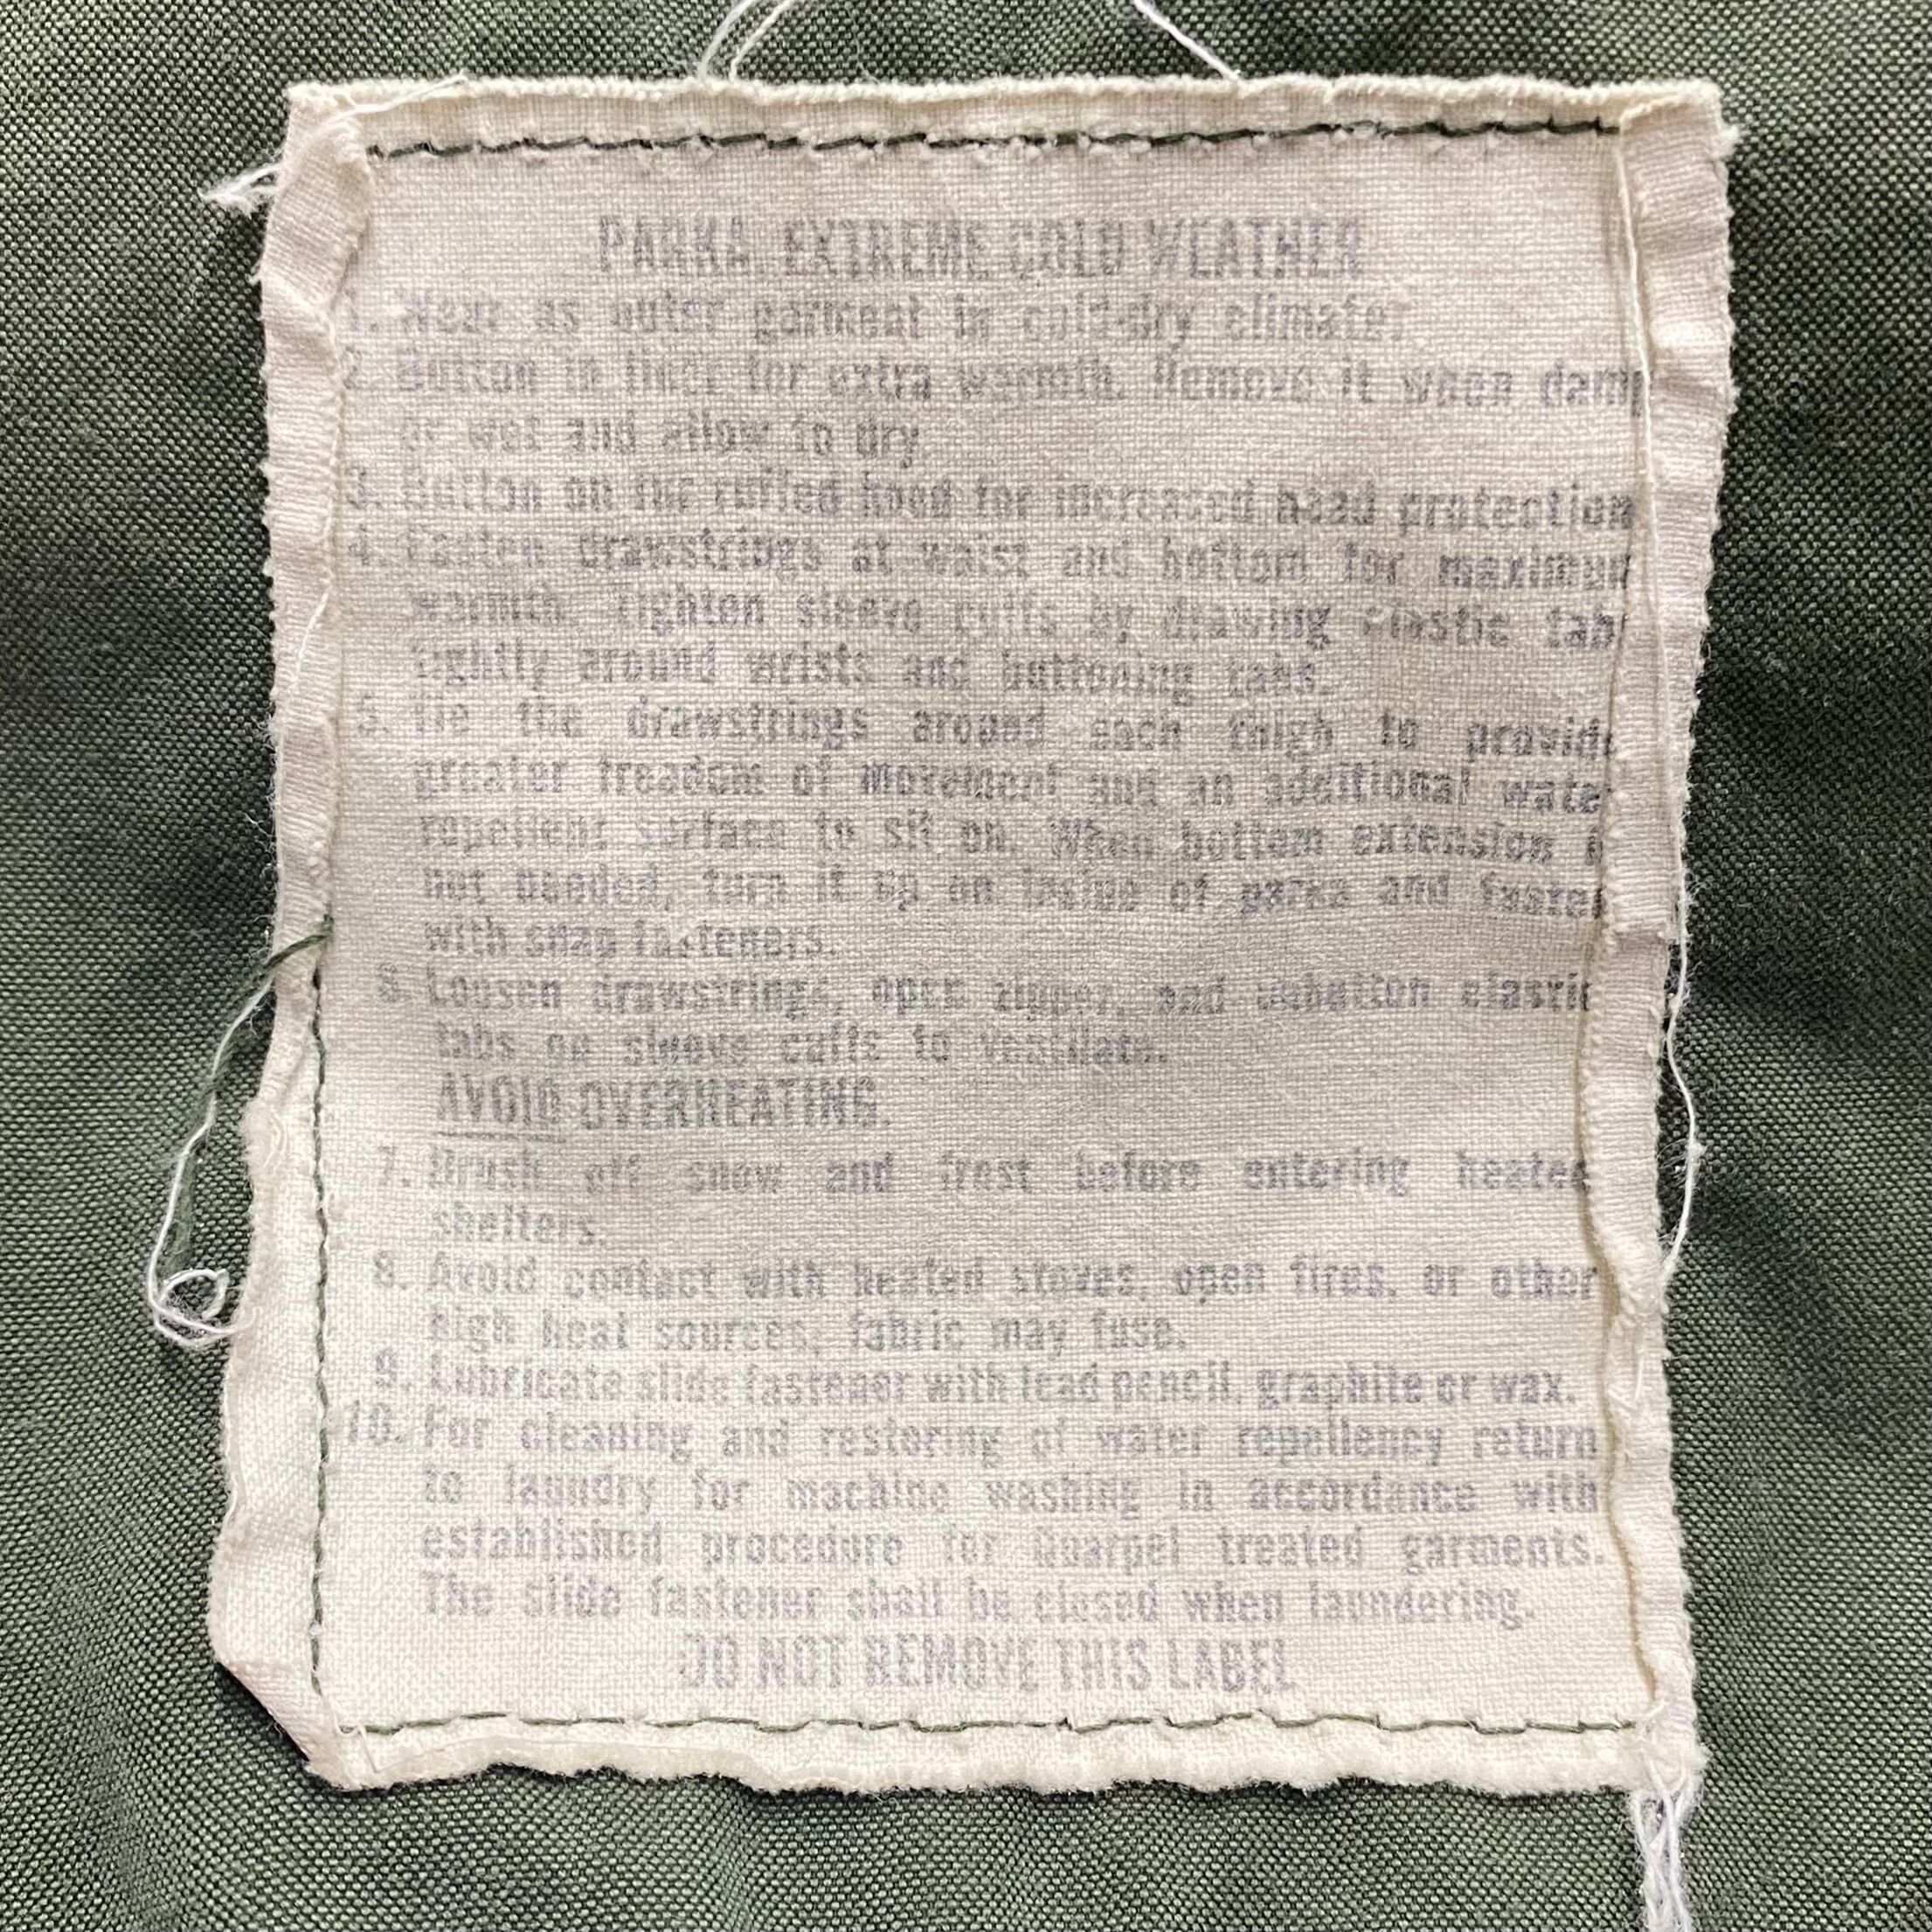 PARKA, EXTREME COLD WEATHER
1. Wear as outer garment in cold-dry climate.
2. Button in liner for extra warmth. Remove it when damp
or wet and allow to dry.
3. Button on the ruffed hood for increased head protection
4. Fasten drawstrings at waist and bottom for maximum
warmth. Tighten sleeve cuffs by drawing elastic tab
tightly around wrists and buttoning tabs.
5. Tie the drawstrings around each thigh to provide
greater freedom of movement and an additional wate
repellent surface to sit on. When bottom extension i
not needed, turn it up on inside of parka and faste
with snap fasteners.
6. Loosen drawstrings, open zipper, and unbutton elastic
tabs on sleeve cuffs to ventilate.
AVOID OVERHEATING.
7. Brush off snow and frost before entering heated
shelters.
8. Avoid contact with heated stoves, open fires, or other
high heat sources, fabric may fuse.
9. Lubricate slide fastener with lead pencil, graphite or wax.
10. For cleaning and restoring of water repellency return
to laundry for machine washing in accordance with
established procedure for Quarpel treated garments.
The slide fastener shall be closed when laundering.
DO NOT REMOVE THIS LABEL